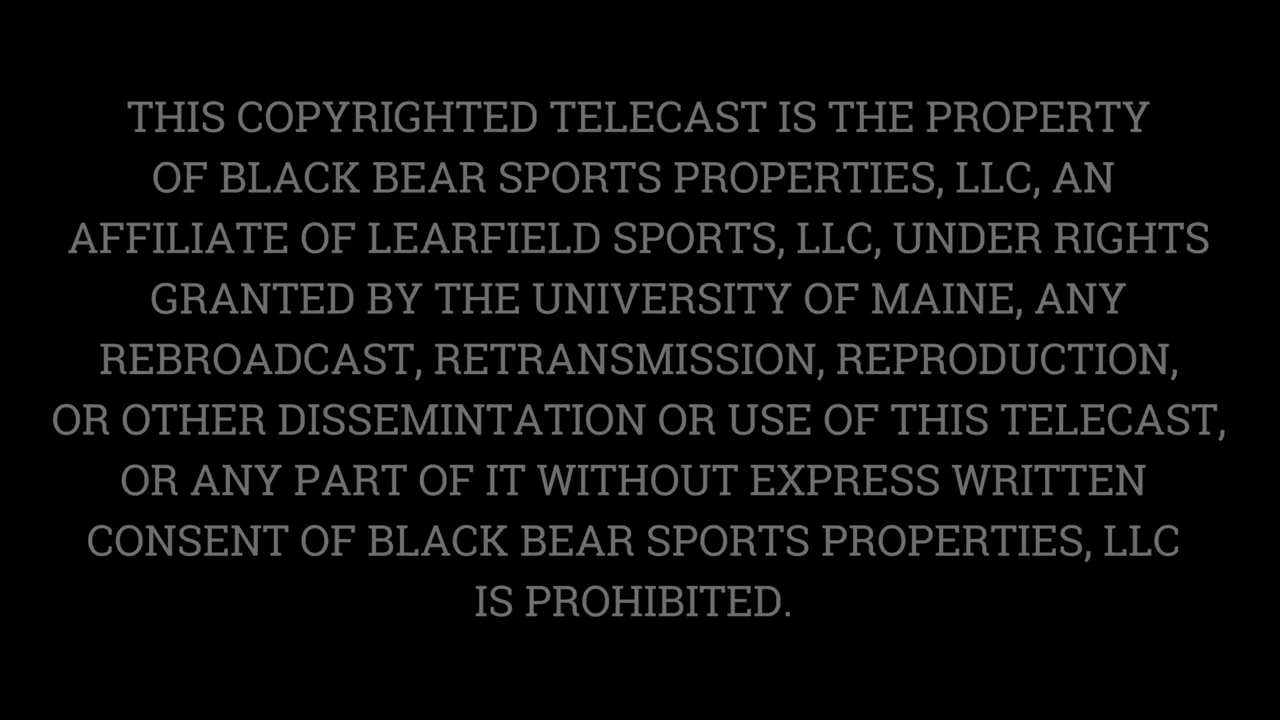 THIS COPYRIGHTED TELECAST IS THE PROPERTY
OF BLACK BEAR SPORTS PROPERTIES, LLC, AN
AFFILIATE OF LEARFIELD SPORTS, LLC, UNDER RIGHTS
GRANTED BY THE UNIVERSITY OF MAINE, ANY
REBROADCAST, RETRANSMISSION, REPRODUCTION,
OR OTHER DISSEMINTATION OR USE OF THIS TELECAST,
OR ANY PART OF IT WITHOUT EXPRESS WRITTEN
CONSENT OF BLACK BEAR SPORTS PROPERTIES, LLC
IS PROHIBITED.